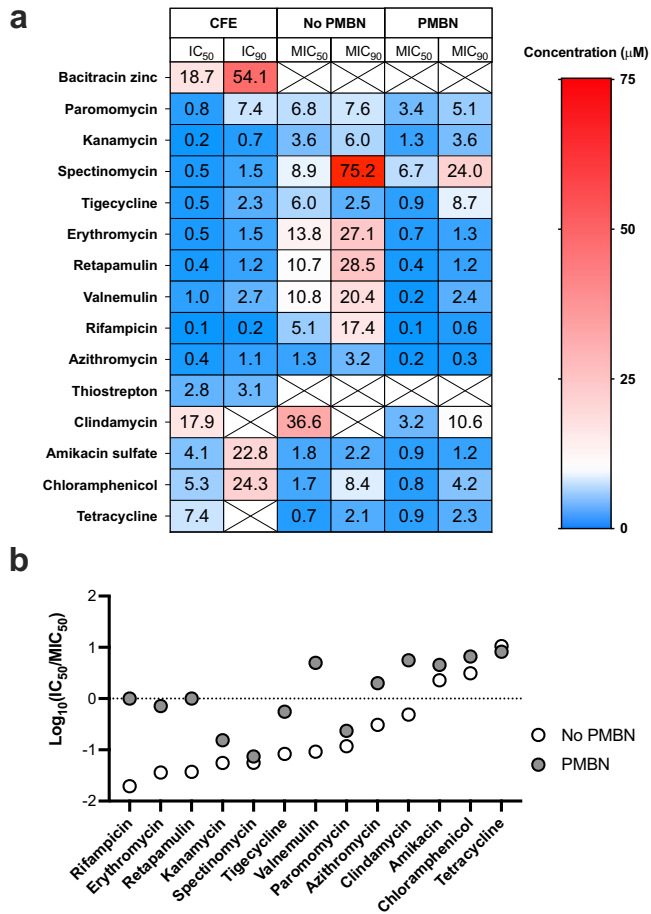 a
CFE No PMBN PMBN
IC50 IC90 MIC50 MIC90 MIC50 MIC90
Bacitracin zinc 18.7 54.1
Paromomycin 0.8 7.4 6.8 7.6 3.4 5.1
Kanamycin 0.2 0.7 3.6 6.0 1.3 3.6
Spectinomycin 0.5 1.5 8.9 75.2 6.7 24.0
Tigecycline 0.5 2.3 6.0 2.5 0.9 8.7
Erythromycin 0.5 1.5 13.8 27.1 0.7 1.3
Retapamulin 0.4 1.2 10.7 28.5 0.4 1.2
Valnemulin 1.0 2.7 10.8 20.4 0.2 2.4
Rifampicin 0.1 0.2 5.1 17.4 0.1 0.6
Azithromycin 0.4 1.1 1.3 3.2 0.2 0.3
Thiostrepton 2.8 3.1
Clindamycin 17.9 36.6 3.2 10.6
Amikacin sulfate 4.1 22.8 1.8 2.2 0.9 1.2
Chloramphenicol 5.3 24.3 1.7 8.4 0.8 4.2
Tetracycline 7.4 0.7 2.1 0.9 2.3
Concentration (μM)
75
50
25
0
b
Log10(IC50/MIC50)
2
1
0
-1
-2
Rifampicin
Erythromycin
Retapamulin
Kanamycin
Spectinomycin
Tigecycline
Valnemulin
Paromomycin
Azithromycin
Clindamycin
Amikacin
Chloramphenicol
Tetracycline
No PMBN
PMBN